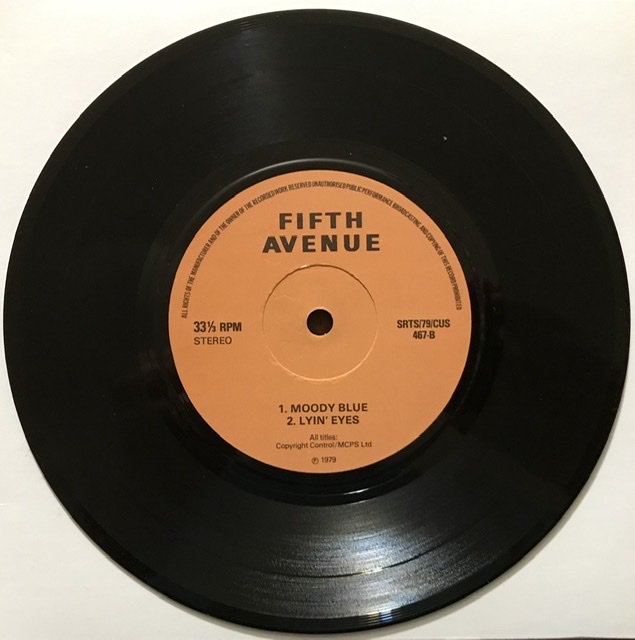 ALL RIGHTS OF THE MANUFACTURER AND OF THE OWNER OF THE RECORDED WORK RESERVED UNAUTHORISED PUBLIC PERFORMANCE BROADCASTING AND COPYING OF THIS RECORD PROHIBITED
FIFTH
AVENUE
33⅓ RPM
STEREO
SRTS/79/CUS
467-B
1. MOODY BLUE
2. LYIN' EYES
All titles:
Copyright Control/MCPS Ltd
℗ 1979